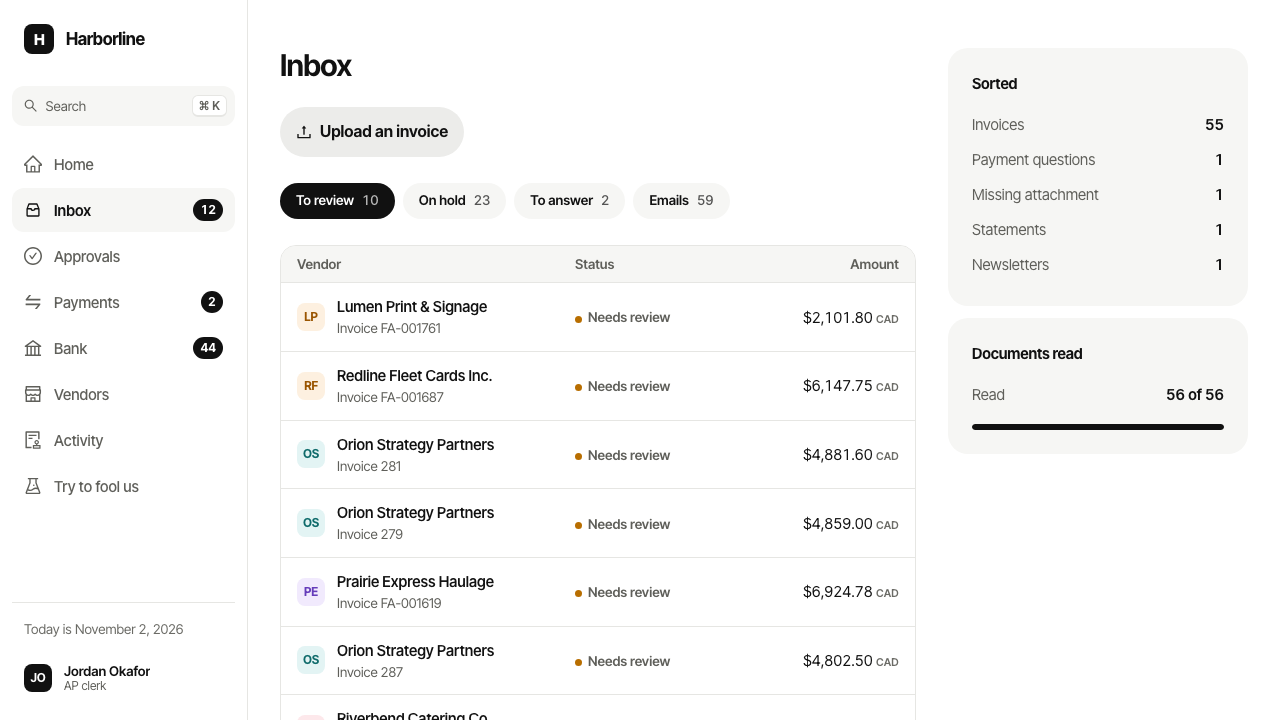 H Harborline
Search ⌘ K
Home
Inbox 12
Approvals
Payments 2
Bank 44
Vendors
Activity
Try to fool us
Today is November 2, 2026
JO Jordan Okafor
AP clerk
Inbox
Upload an invoice
To review 10 On hold 23 To answer 2 Emails 59
Vendor Status Amount
LP Lumen Print & Signage
Invoice FA-001761
Needs review $2,101.80 CAD
RF Redline Fleet Cards Inc.
Invoice FA-001687
Needs review $6,147.75 CAD
OS Orion Strategy Partners
Invoice 281
Needs review $4,881.60 CAD
OS Orion Strategy Partners
Invoice 279
Needs review $4,859.00 CAD
PE Prairie Express Haulage
Invoice FA-001619
Needs review $6,924.78 CAD
OS Orion Strategy Partners
Invoice 287
Needs review $4,802.50 CAD
Riverbend Catering Co
Sorted
Invoices 55
Payment questions 1
Missing attachment 1
Statements 1
Newsletters 1
Documents read
Read 56 of 56